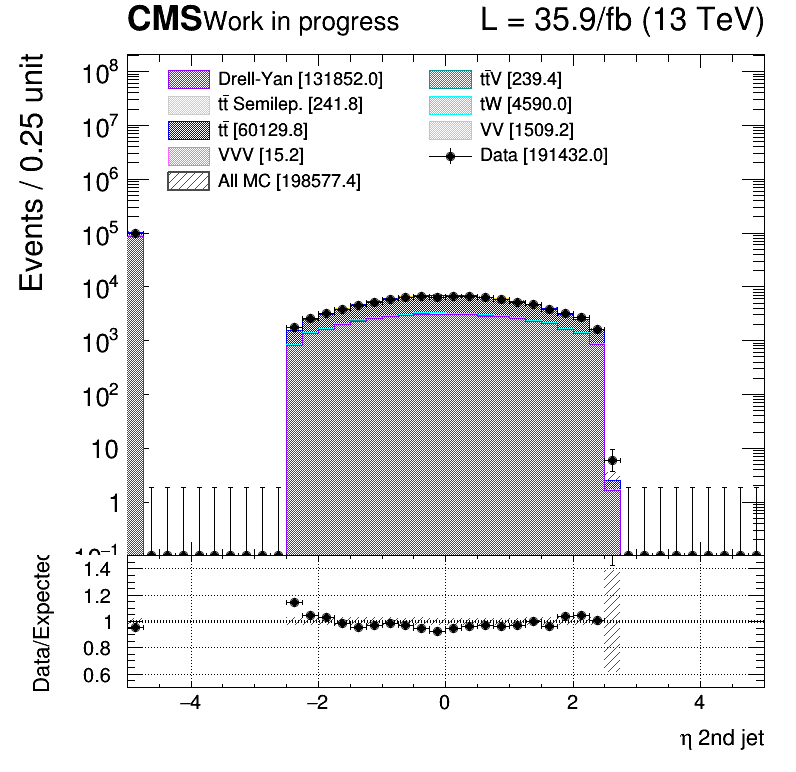 CMS Work in progress L = 35.9/fb (13 TeV)
Events / 0.25 unit
10⁸
10⁷
10⁶
10⁵
10⁴
10³
10²
10
1
10⁻¹
Drell-Yan [131852.0]
tt̄ Semilep. [241.8]
tt̄ [60129.8]
VVV [15.2]
All MC [198577.4]
tt̄V [239.4]
tW [4590.0]
VV [1509.2]
Data [191432.0]
Data/Expected
1.4
1.2
1
0.8
0.6
−4 −2 0 2 4
η 2nd jet